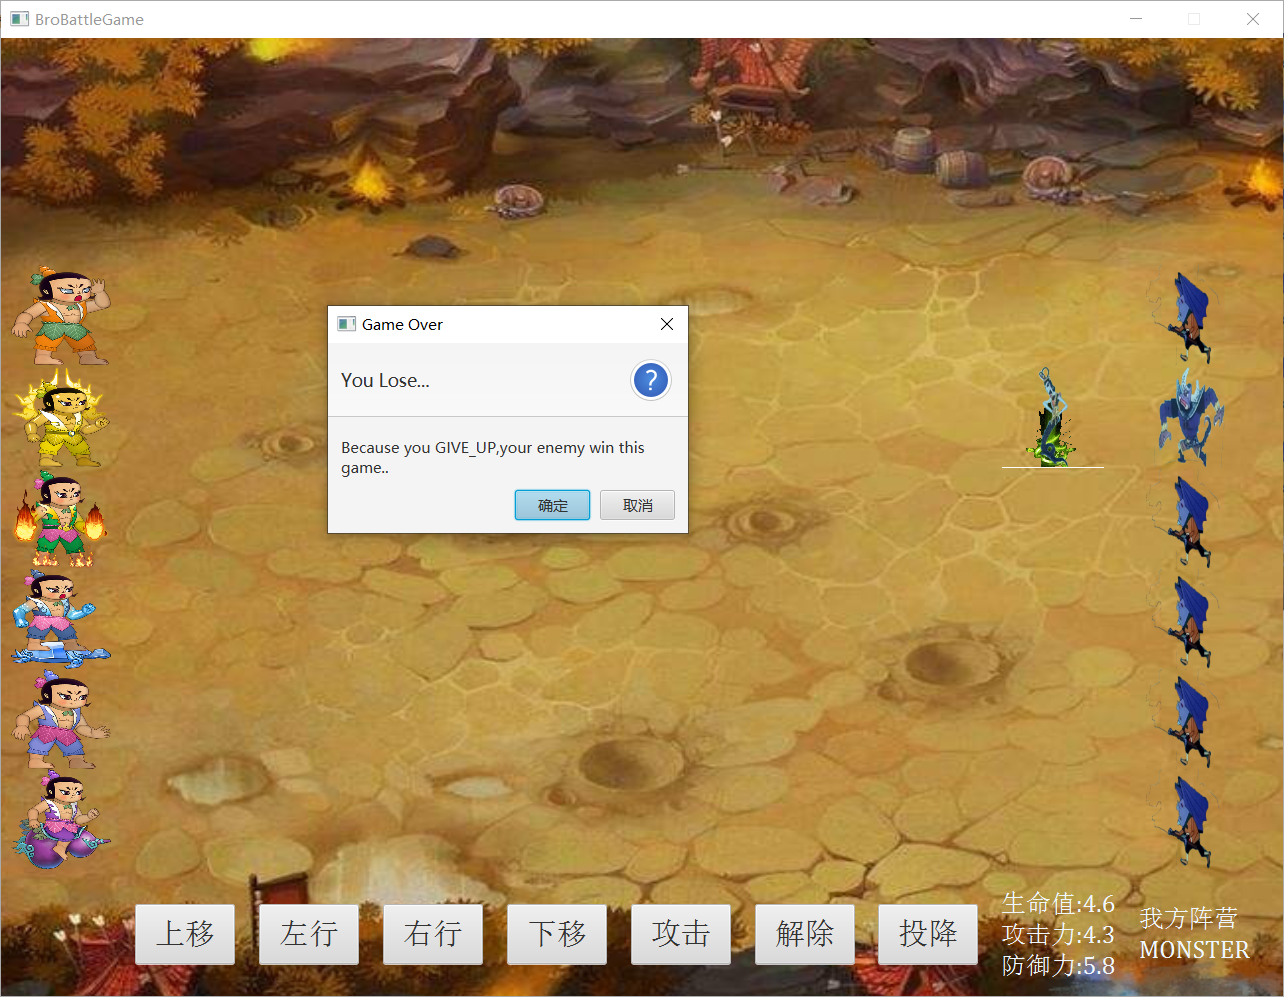 BroBattleGame
Game Over
You Lose...
?
Because you GIVE_UP,your enemy win this
game..
确定
取消
上移
左行
右行
下移
攻击
解除
投降
生命值:4.6
攻击力:4.3
防御力:5.8
我方阵营
MONSTER